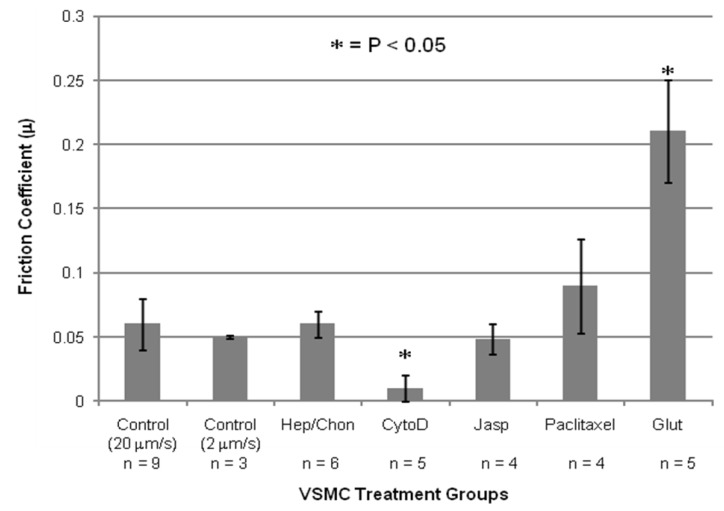 0.3
* = P < 0.05
0.25
*
0.2
0.15
0.1
0.05
*
0
Friction Coefficient (μ)
Control Control Hep/Chon CytoD Jasp Paclitaxel Glut
(20 μm/s) (2 μm/s)
n = 9 n = 3 n = 6 n = 5 n = 4 n = 4 n = 5
VSMC Treatment Groups